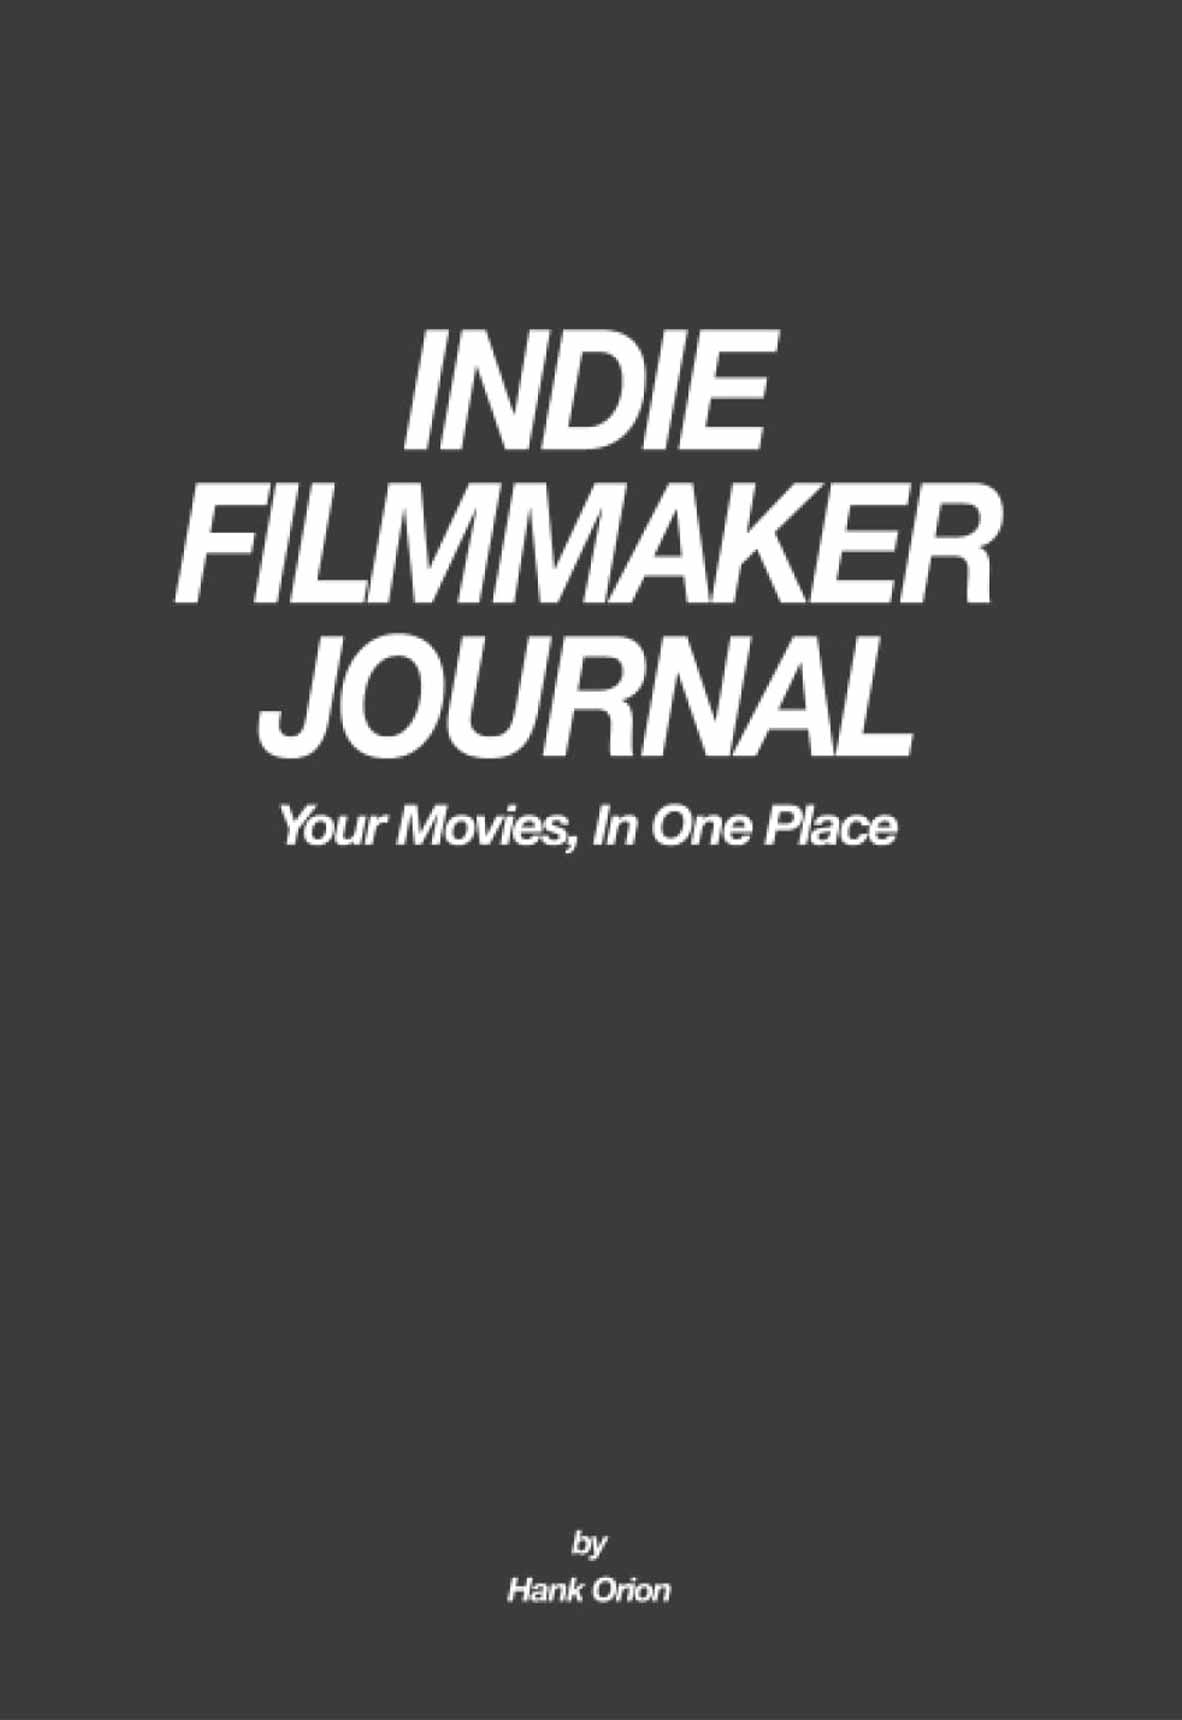 INDIE
FILMMAKER
JOURNAL
Your Movies, In One Place
by
Hank Orion